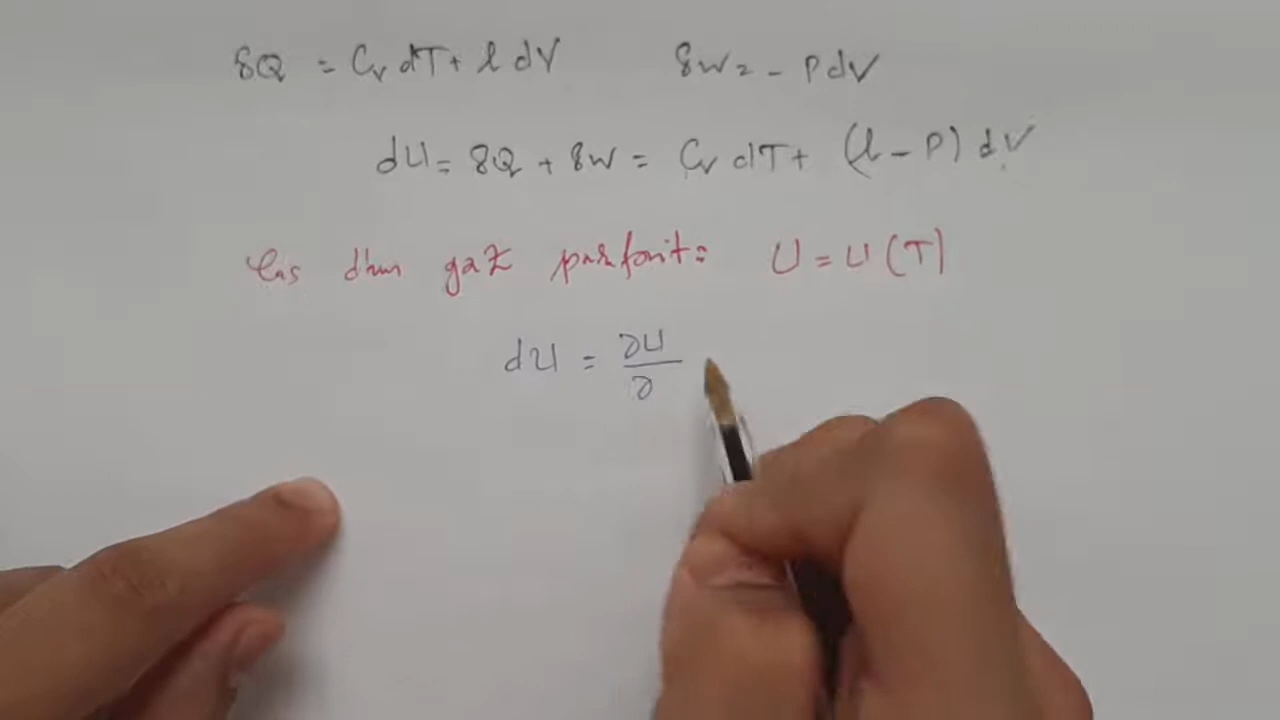 δQ = Cv dT + l dV δW = - PdV
dU = δQ + δW = Cv dT + (l - P) dV
Cas d'un gaz parfait : U = U(T)
dU = ∂U/∂